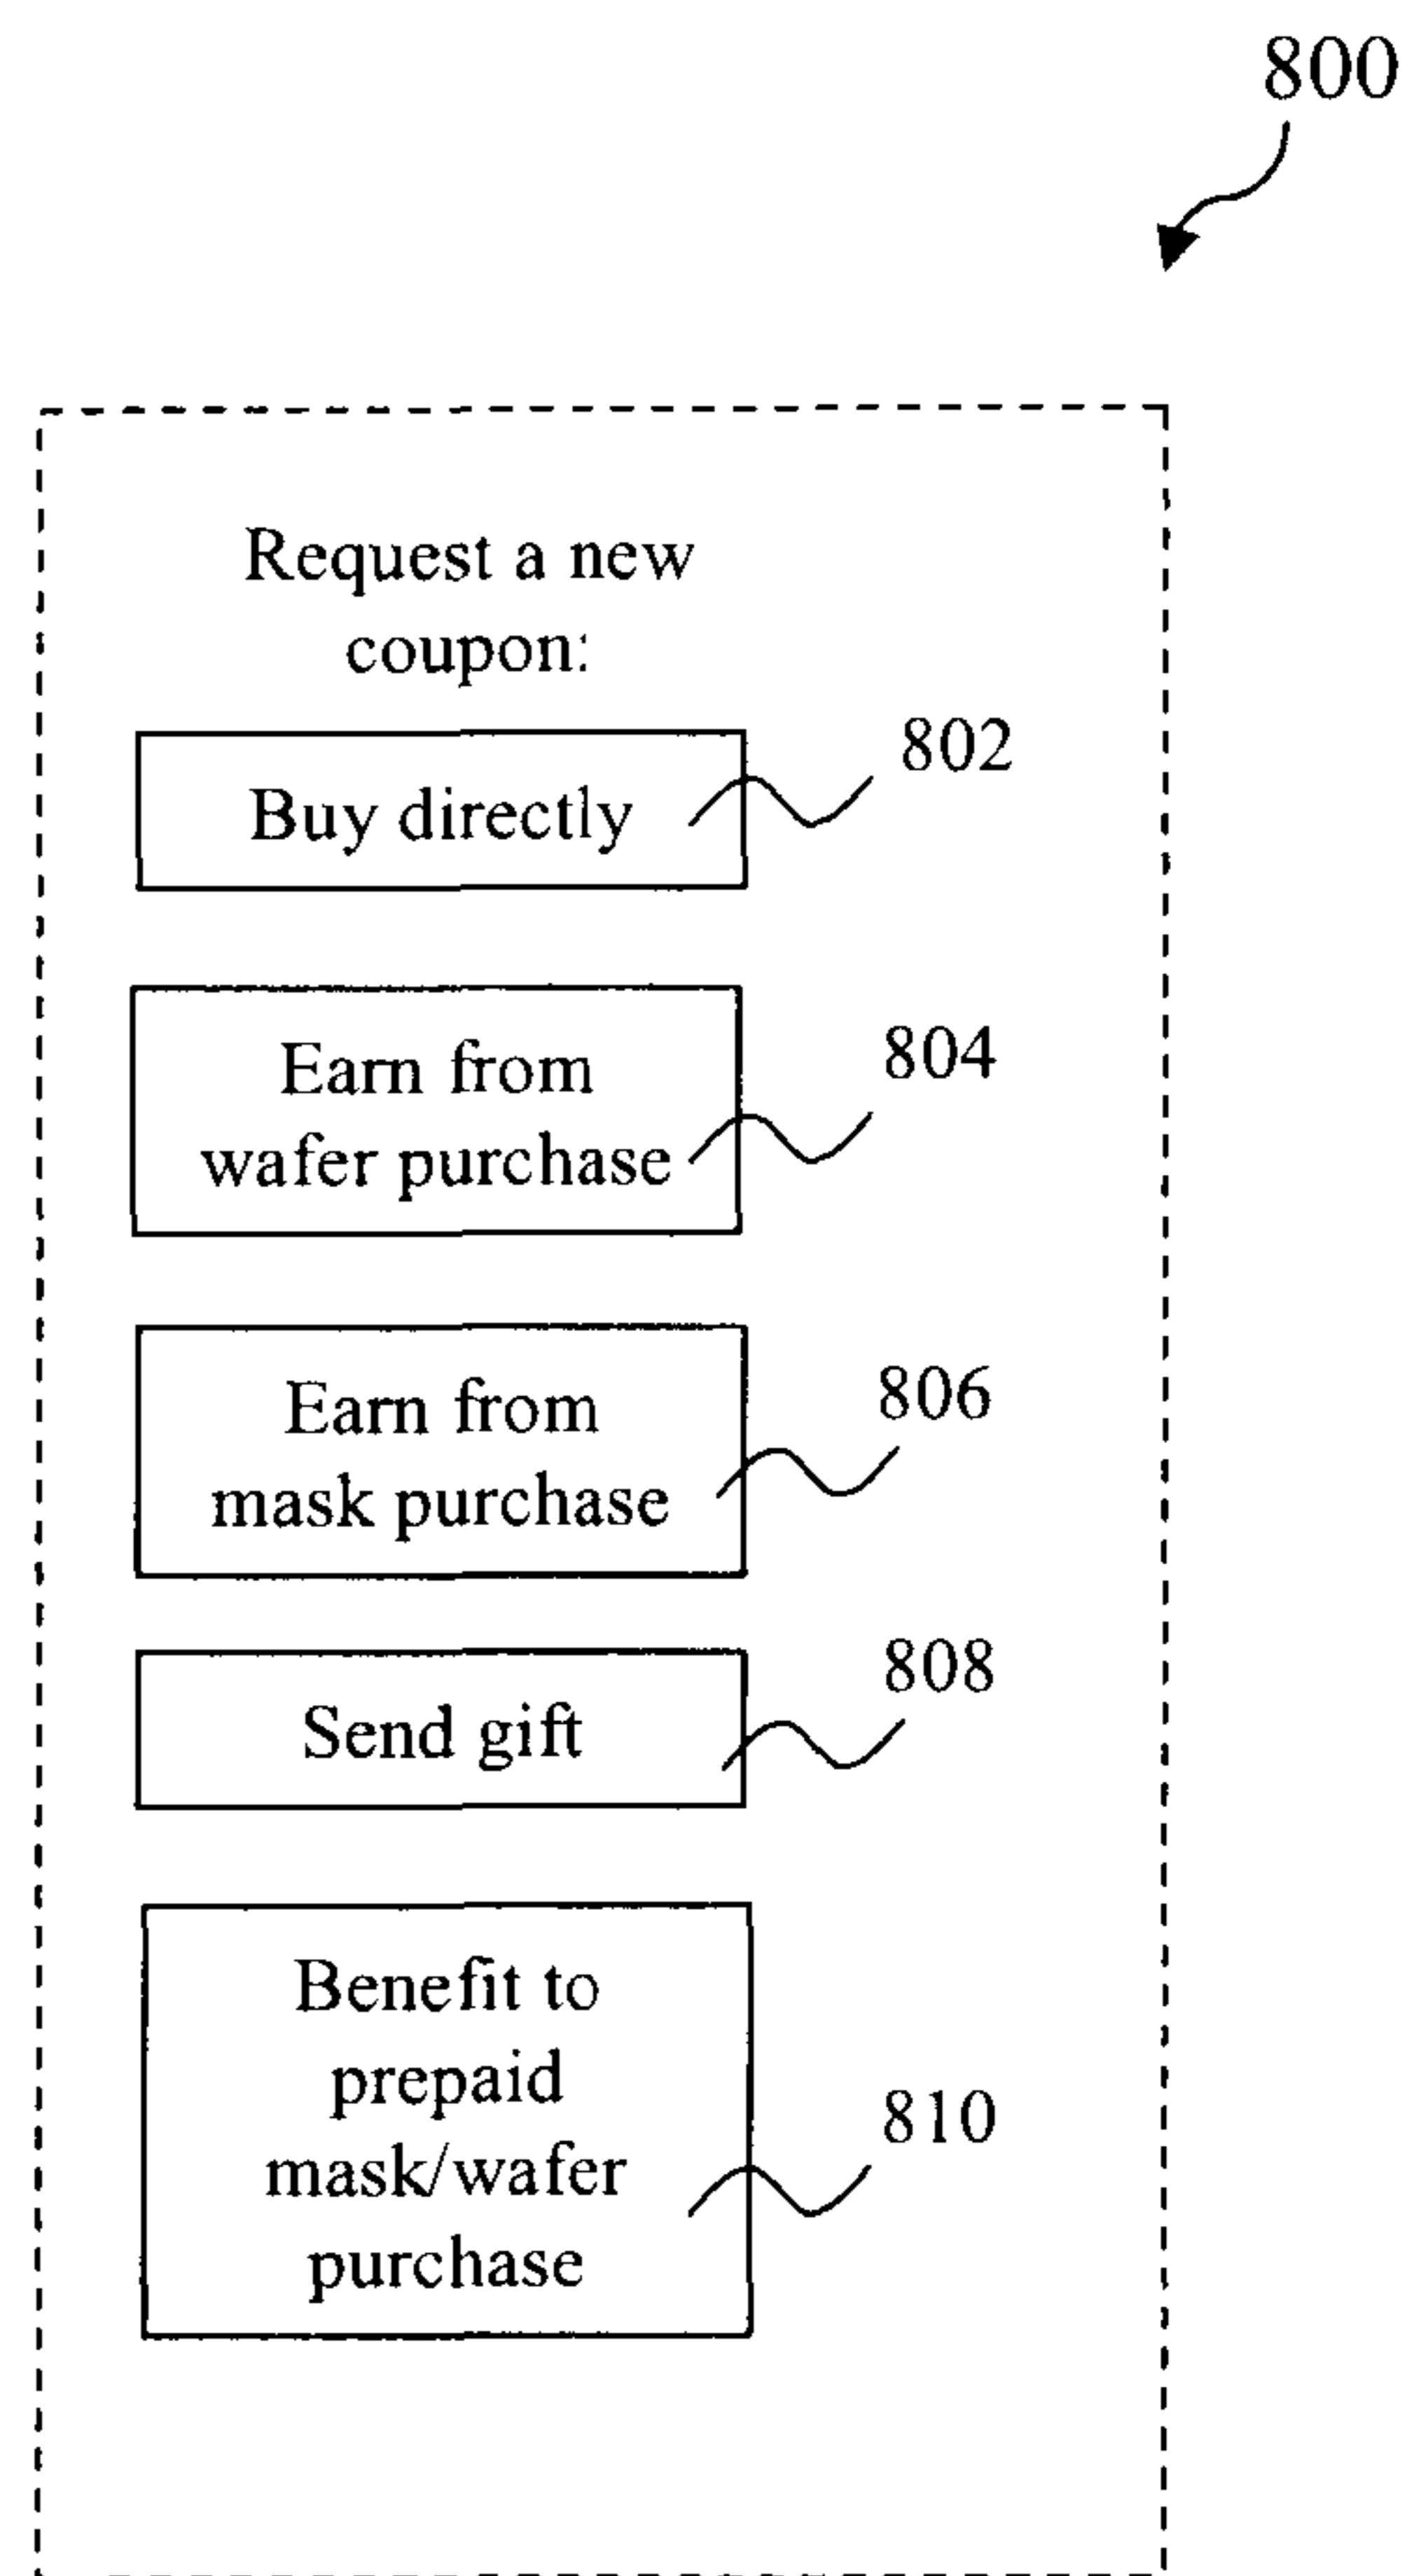 800
Request a new
coupon:
802
Buy directly
804
Earn from
wafer purchase
806
Earn from
mask purchase
808
Send gift
Benefit to
prepaid
810
mask/wafer
purchase